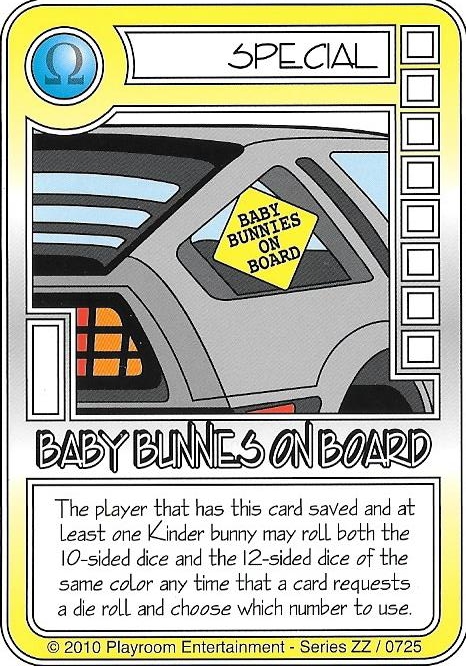 Ω
SPECIAL
BABY
BUNNIES
ON
BOARD
BABY BUNNIES ON BOARD
The player that has this card saved and at
least one Kinder bunny may roll both the
10-sided dice and the 12-sided dice of the
same color any time that a card requests
a die roll and choose which number to use.
© 2010 Playroom Entertainment - Series ZZ / 0725